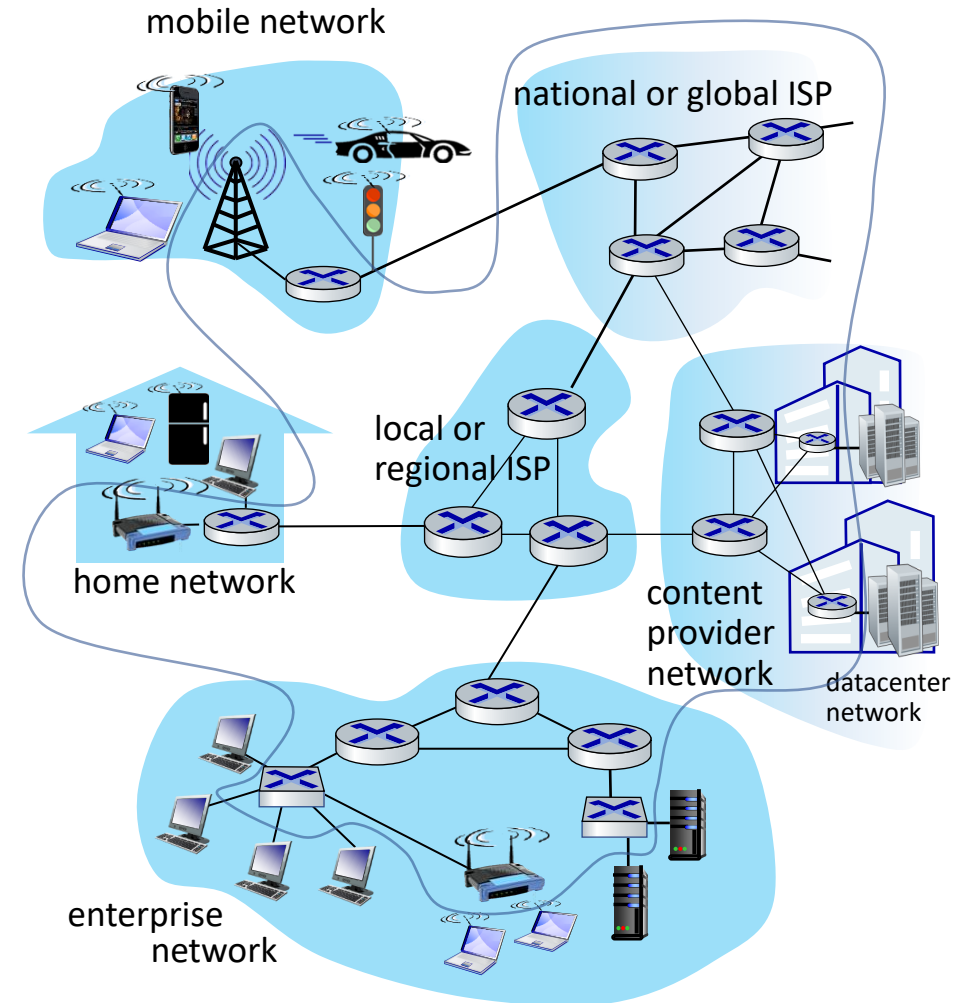 mobile network
national or global ISP
local or
regional ISP
home network
content
provider
network
datacenter
network
enterprise
network